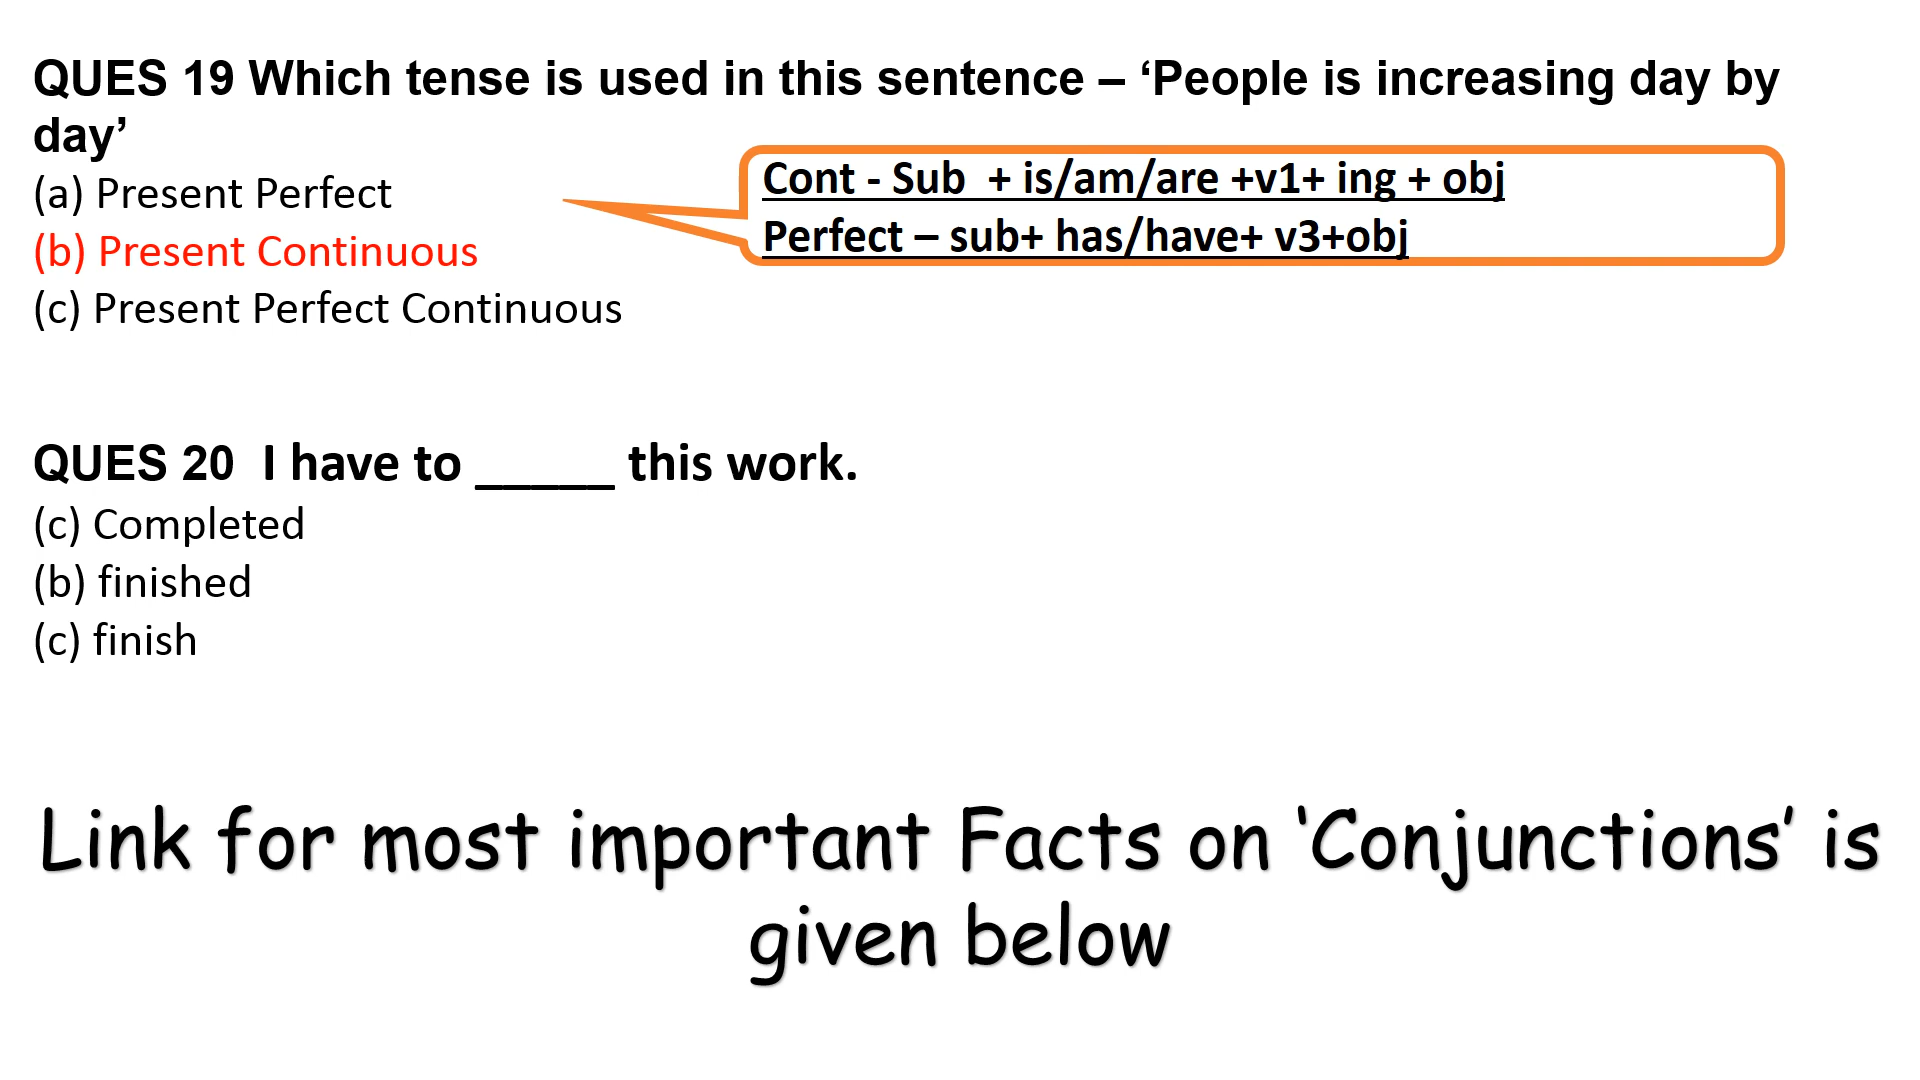 QUES 19 Which tense is used in this sentence – ‘People is increasing day by
day’
(a) Present Perfect
(b) Present Continuous
(c) Present Perfect Continuous
Cont - Sub + is/am/are +v1+ ing + obj
Perfect – sub+ has/have+ v3+obj
QUES 20 I have to _____ this work.
(c) Completed
(b) finished
(c) finish
Link for most important Facts on ‘Conjunctions’ is
given below